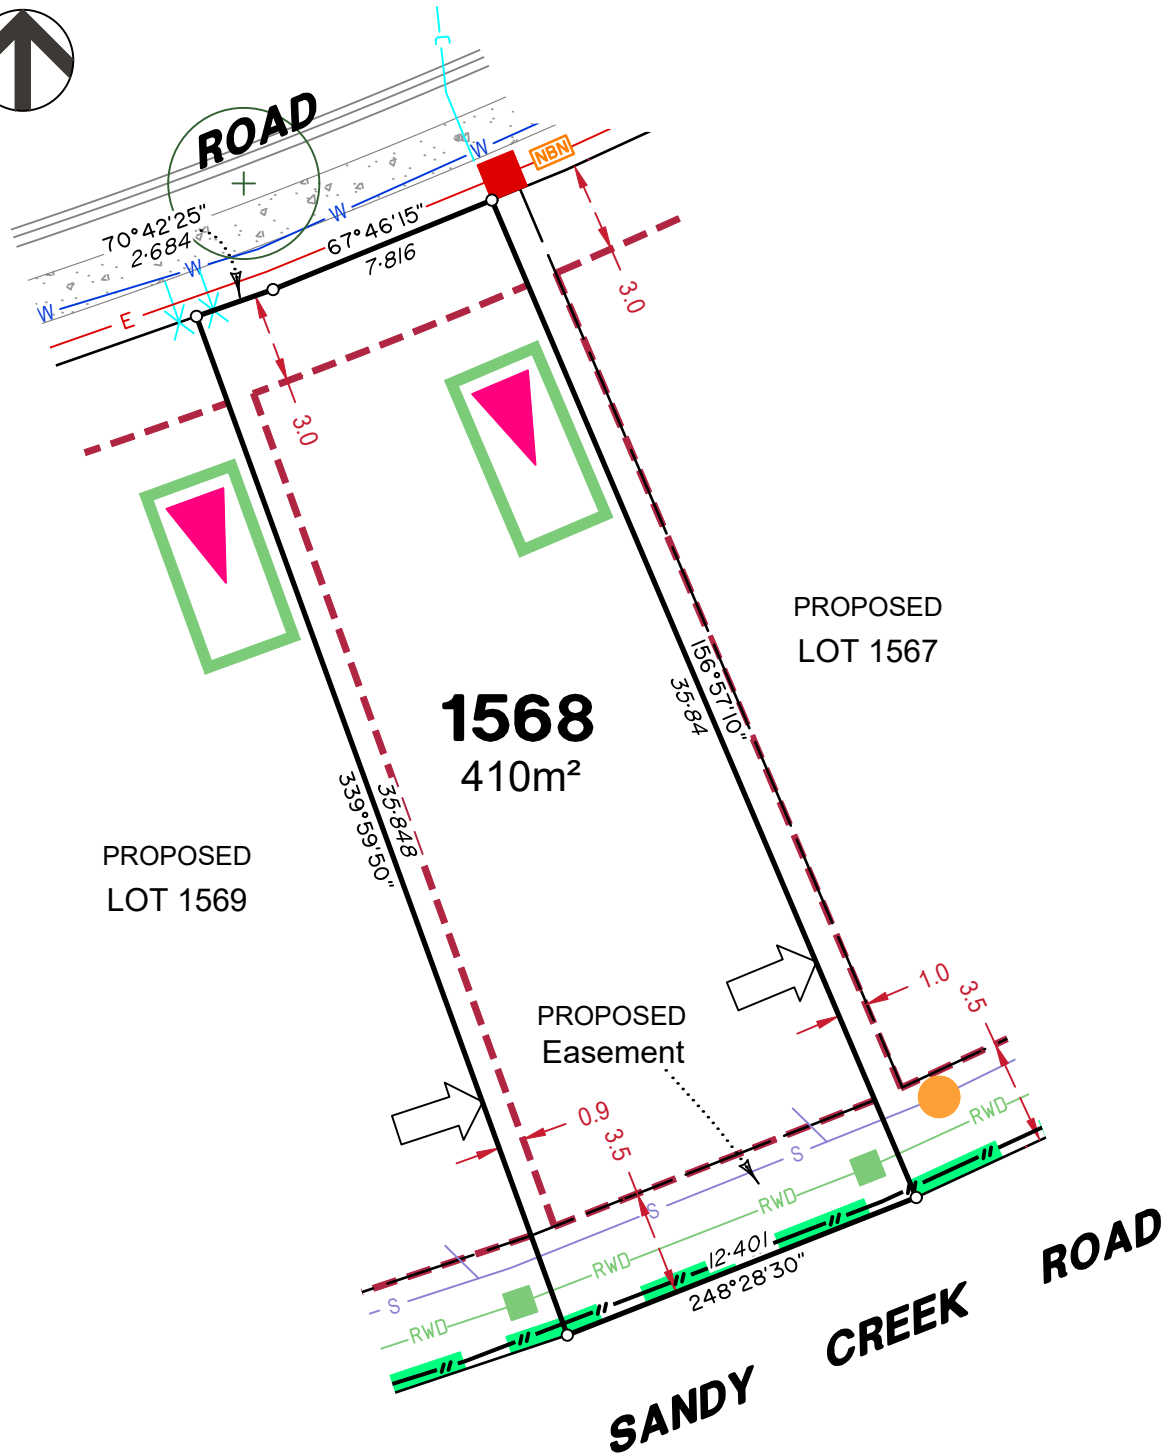 ROAD
NBN
W
70°42'25"
2·684
67°46'15"
7·816
W
W
W
E
3.0
3.0
PROPOSED
LOT 1567
156°57'10"
35·84
1568
410m²
339°59'50"
35·848
PROPOSED
LOT 1569
1.0
3.5
PROPOSED
Easement
0.9
3.5
RWD
S
RWD
S
RWD
12·401
248°28'30"
S
RWD
SANDY CREEK ROAD